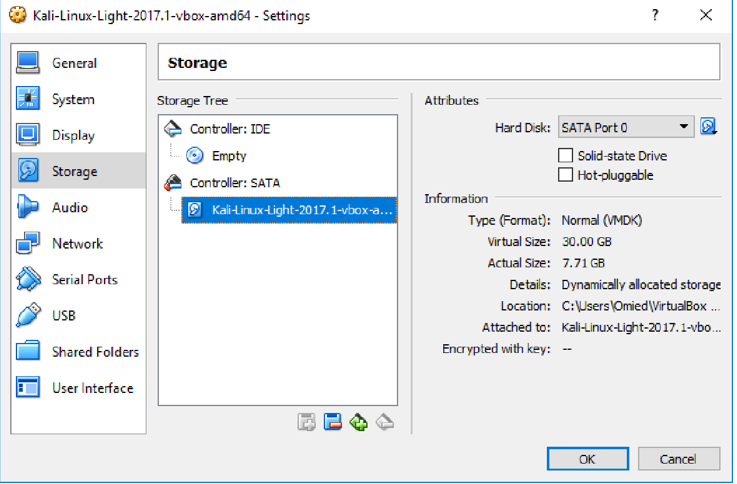 Kali-Linux-Light-2017.1-vbox-amd64 - Settings
General
System
Display
Storage
Audio
Network
Serial Ports
USB
Shared Folders
User Interface
Storage
Storage Tree
Controller: IDE
Empty
Controller: SATA
Kali-Linux-Light-2017.1-vbox-a...
Attributes
Hard Disk: SATA Port 0
Solid-state Drive
Hot-pluggable
Information
Type (Format): Normal (VMDK)
Virtual Size: 30.00 GB
Actual Size: 7.71 GB
Details: Dynamically allocated storage
Location: C:\Users\Omied\VirtualBox ...
Attached to: Kali-Linux-Light-2017.1-vbo...
Encrypted with key: --
OK Cancel